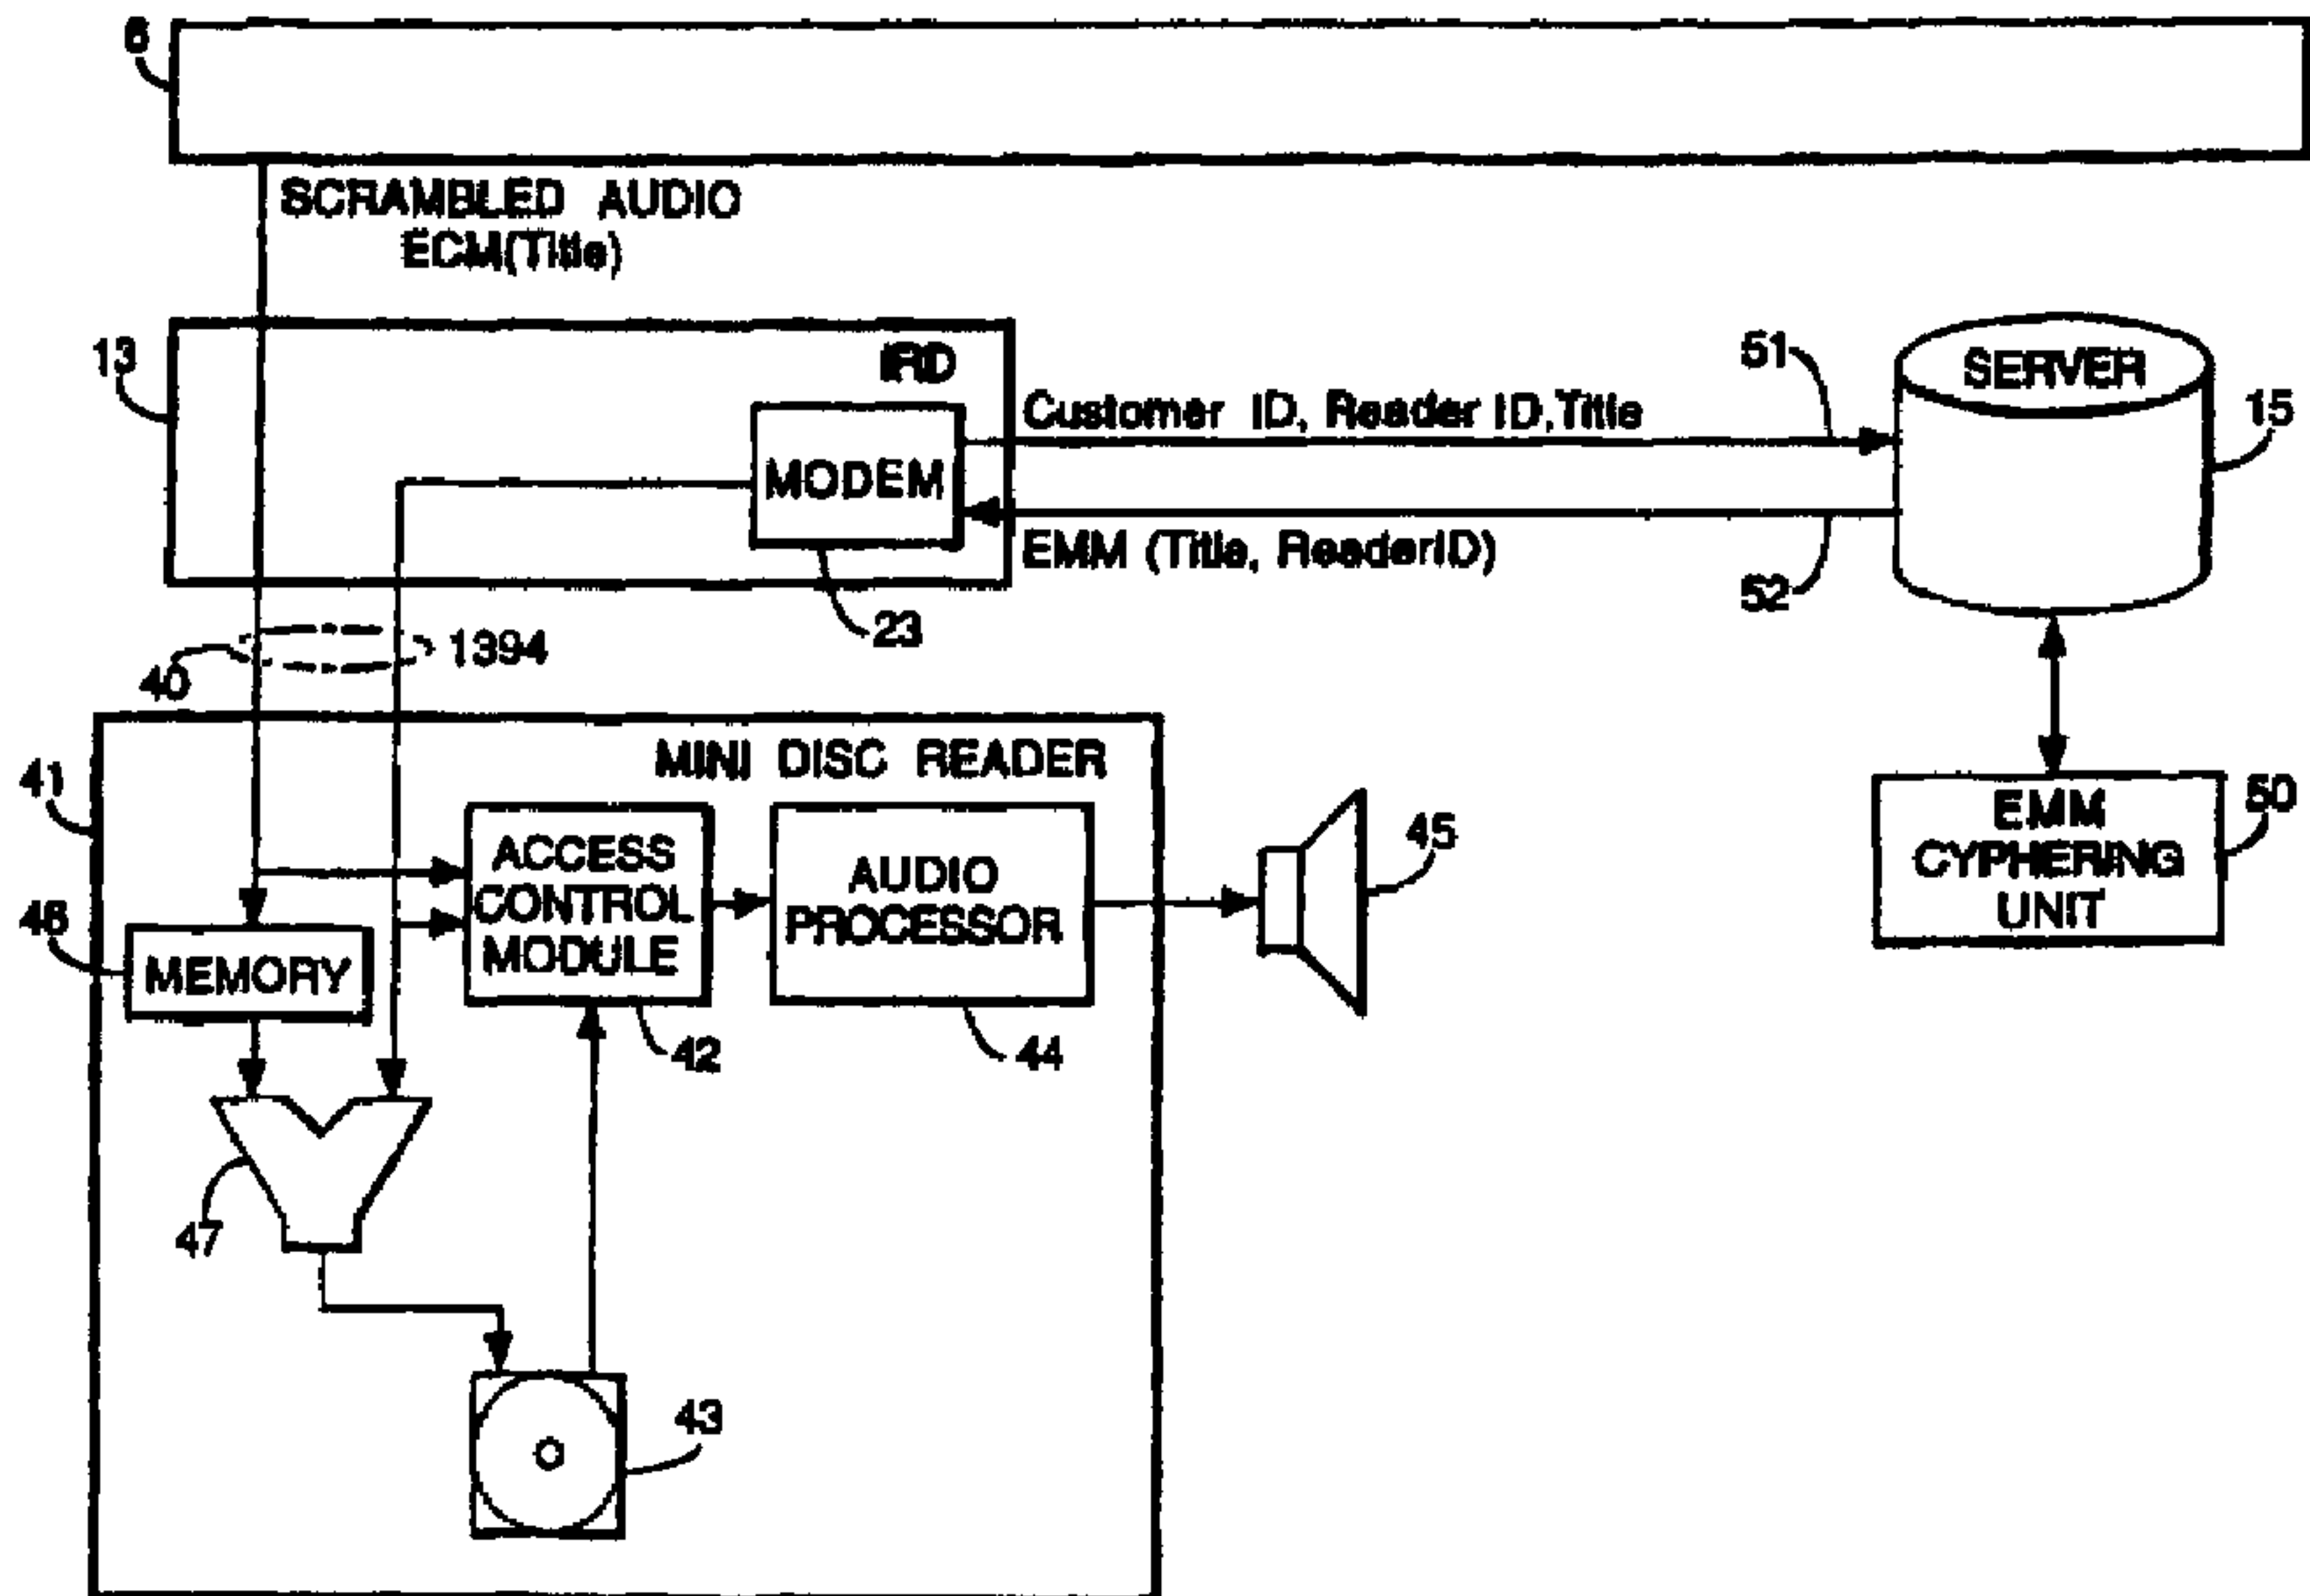 6
SCRAMBLED AUDIO
ECM(Title)
13
IRD
MODEM
23
51
Customer ID, Reader ID,Title
EMM (Title, ReaderID)
52
SERVER
15
40
1394
41
MINI DISC READER
ACCESS
CONTROL
MODULE
42
AUDIO
PROCESSOR
44
45
EMM
CYPHERING
UNIT
50
46
MEMORY
47
43